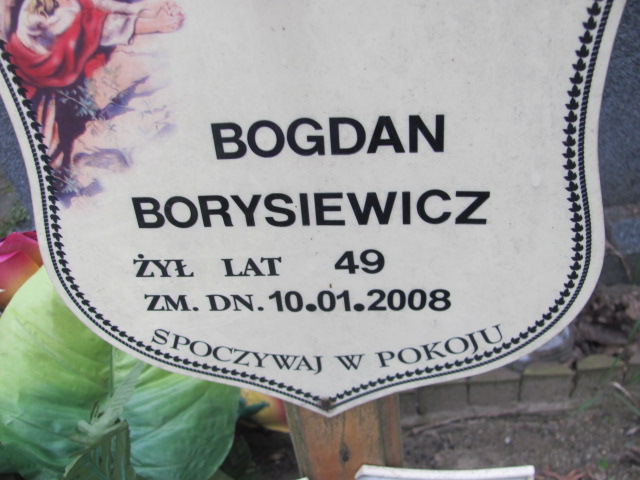 BOGDAN
BORYSIEWICZ
ŻYŁ LAT 49
ZM. DN. 10.01.2008
SPOCZYWAJ W POKOJU